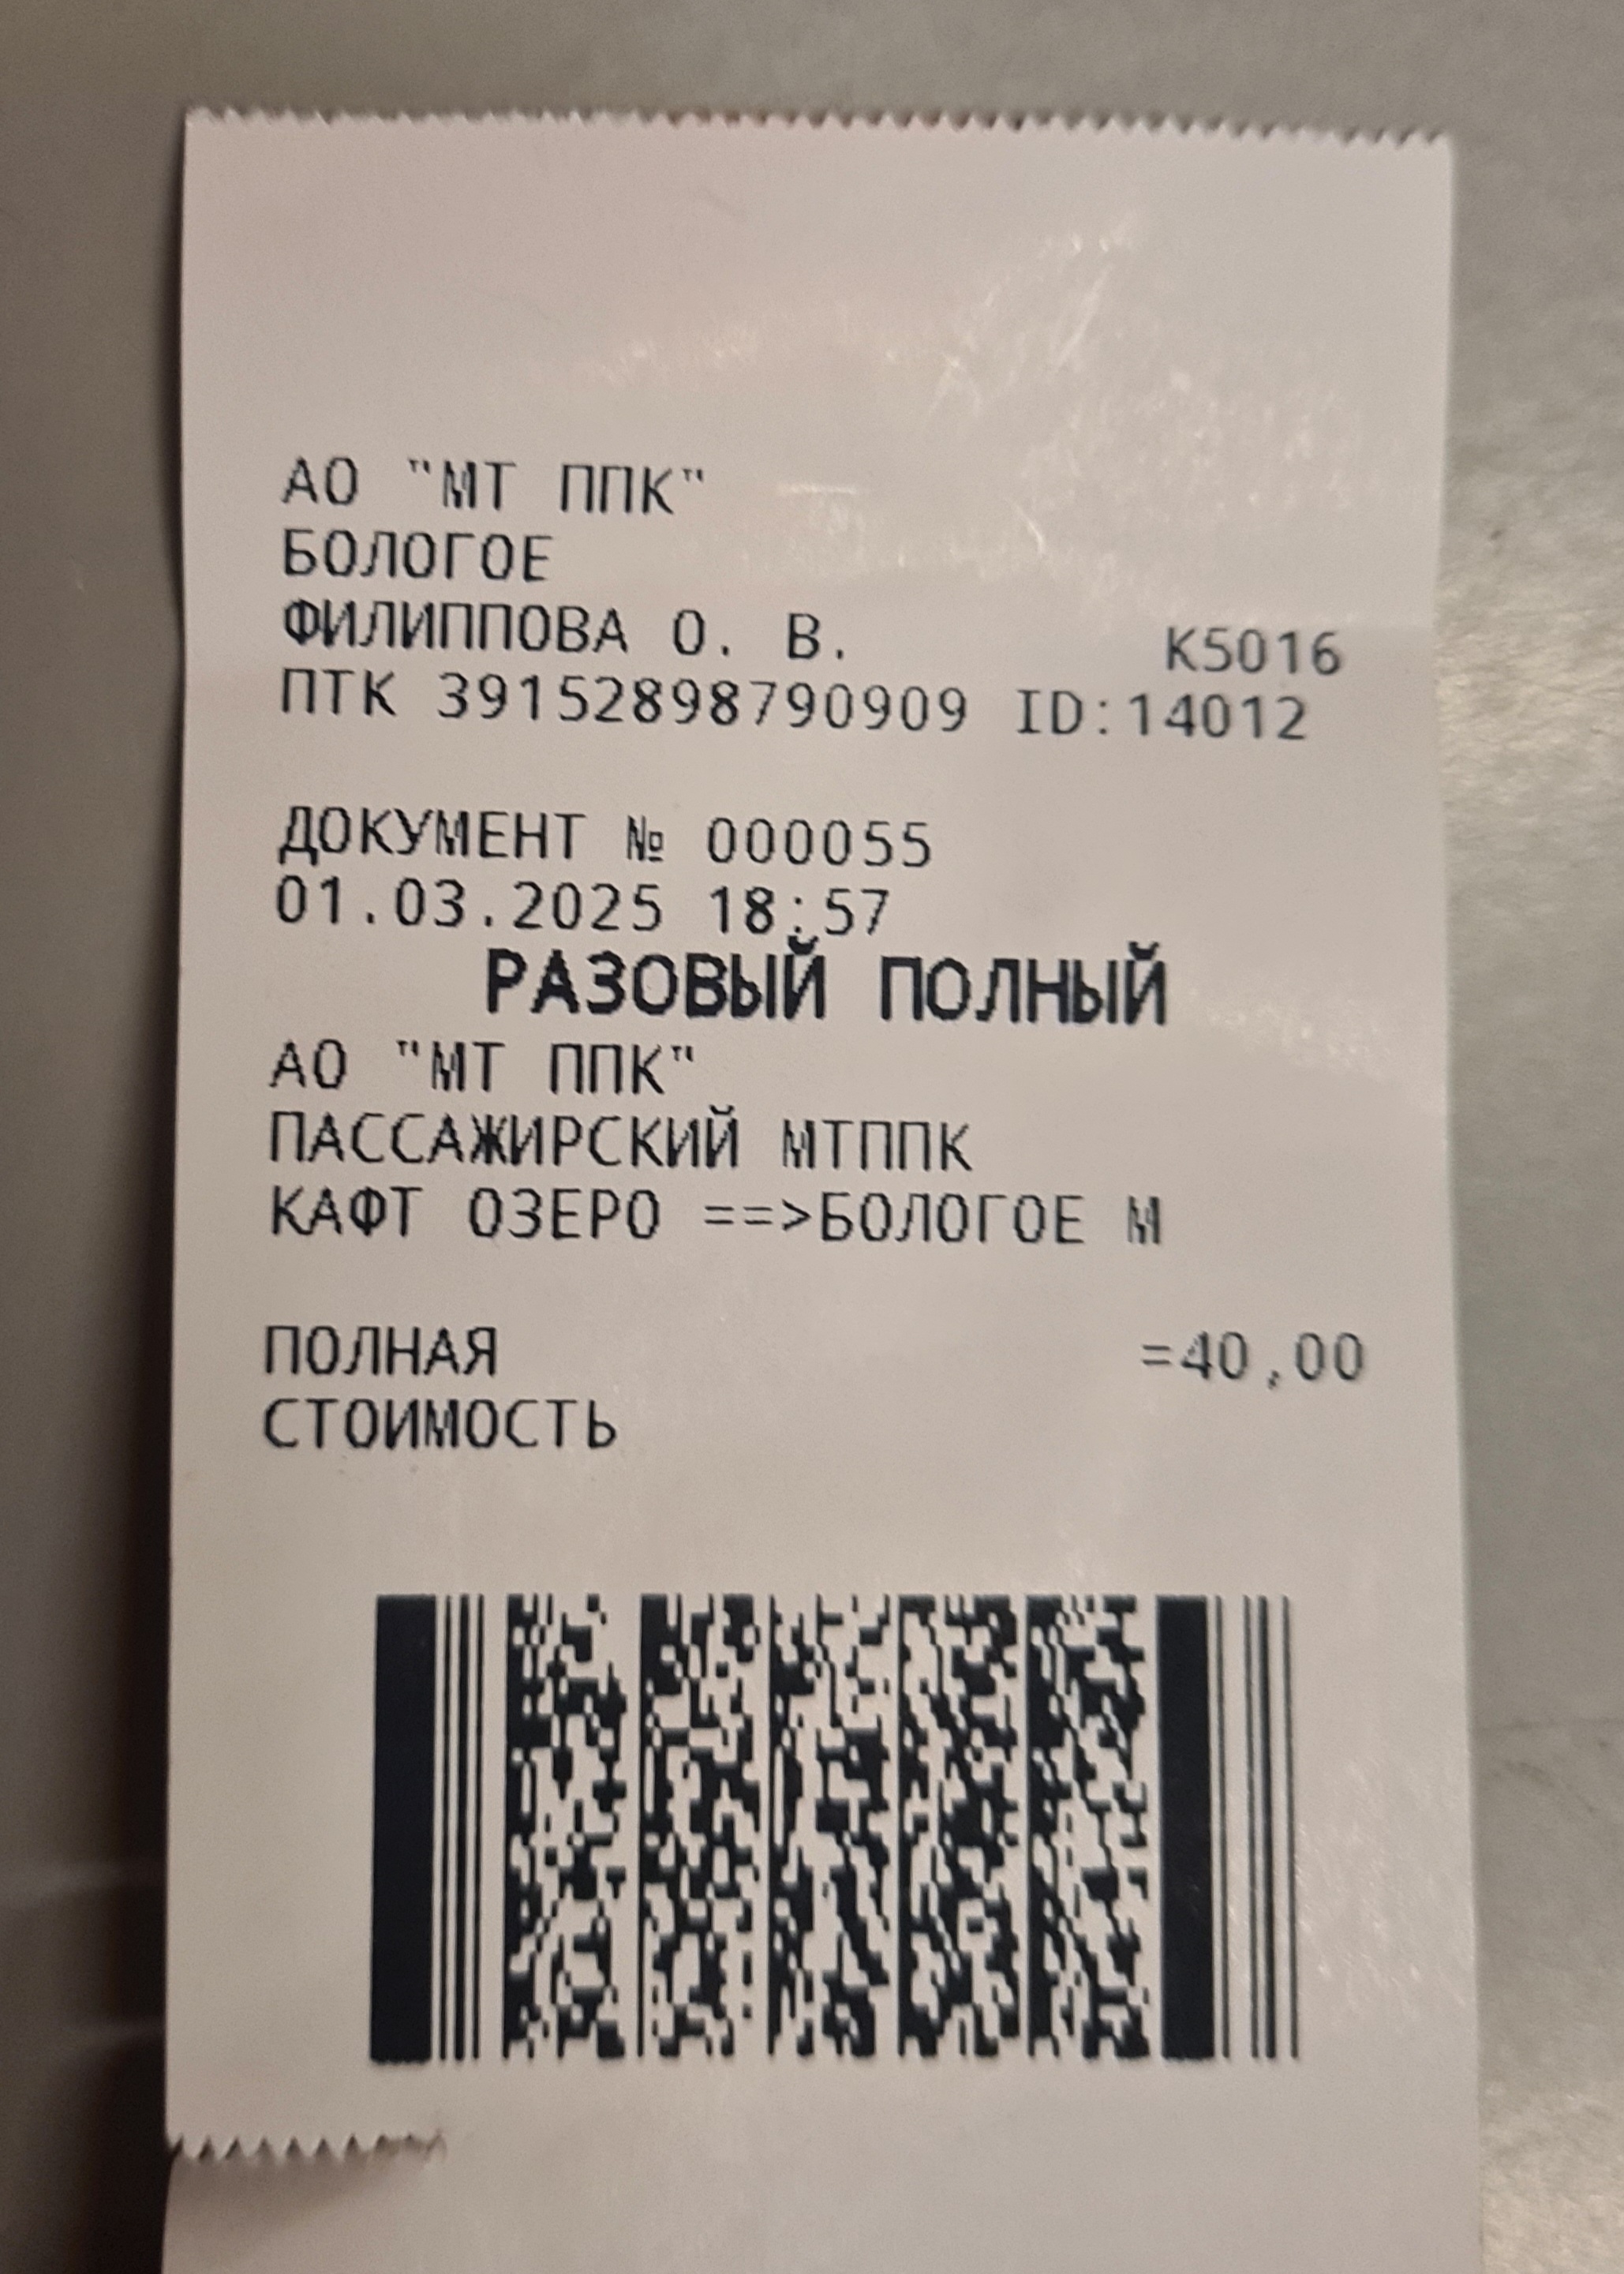 АО "МТ ППК"
БОЛОГОЕ
ФИЛИППОВА О. В. К5016
ПТК 39152898790909 ID:14012
ДОКУМЕНТ № 000055
01.03.2025 18:57
РАЗОВЫЙ ПОЛНЫЙ
АО "МТ ППК"
ПАССАЖИРСКИЙ МТППК
КАФТ ОЗЕРО ==>БОЛОГОЕ М
ПОЛНАЯ =40,00
СТОИМОСТЬ